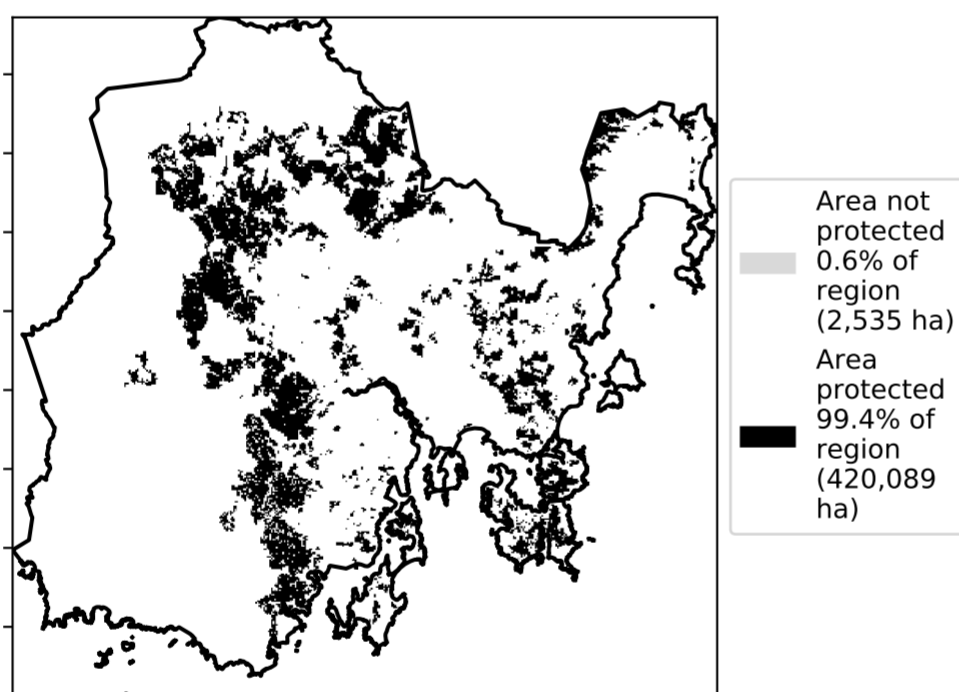 Area not
protected
0.6% of
region
(2,535 ha)
Area
protected
99.4% of
region
(420,089
ha)